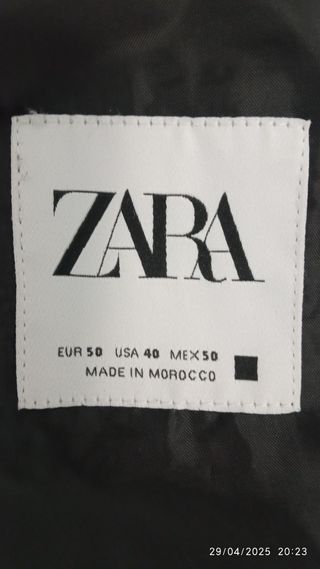 ZARA
EUR 50 USA 40 MEX 50
MADE IN MOROCCO
29/04/2025 20:23